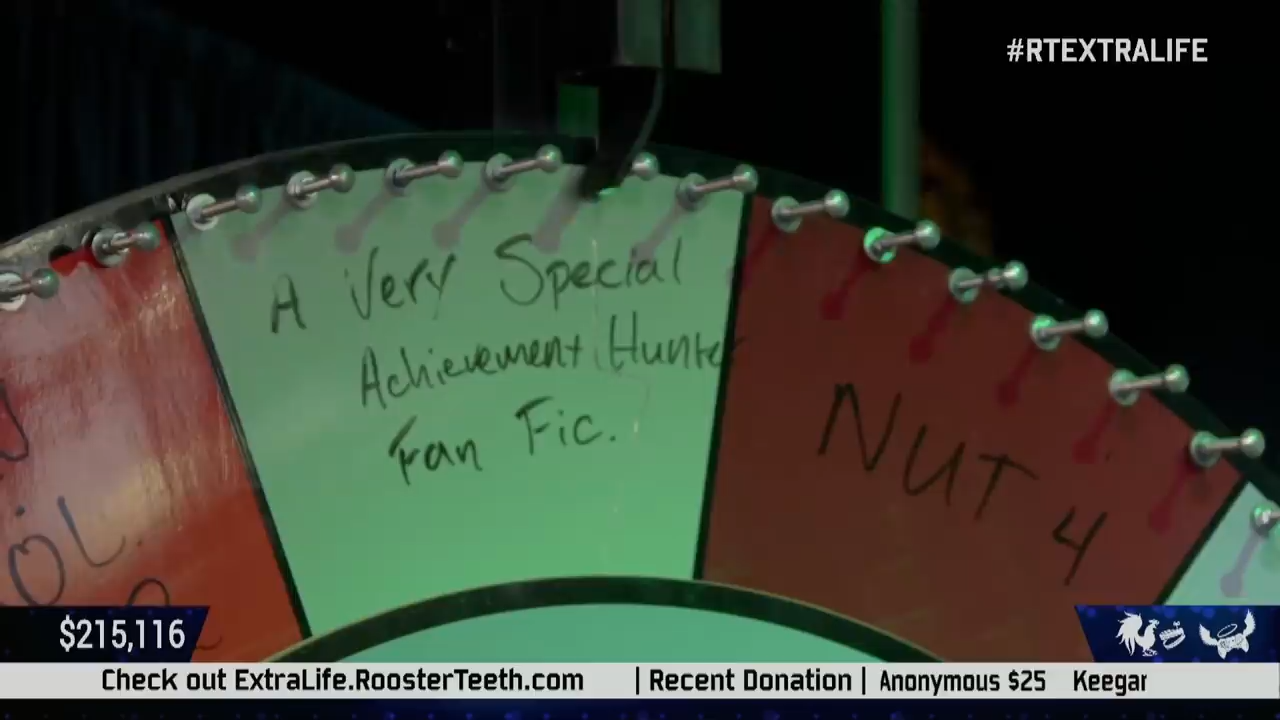 #RTEXTRALIFE
A Very Special
Achievement Hunter
Fan Fic.
NUT 4
$215,116
Check out ExtraLife.RoosterTeeth.com | Recent Donation | Anonymous $25 Keegar